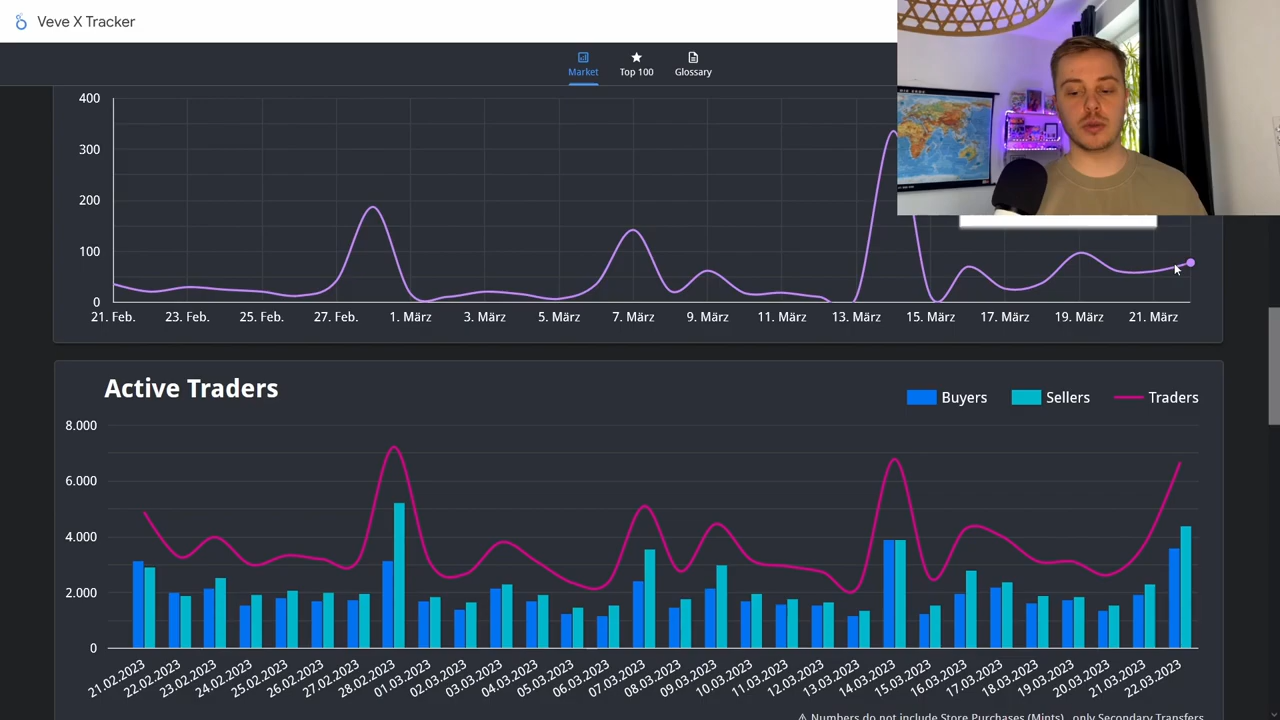 Veve X Tracker
Market
Top 100
Glossary
400
300
200
100
0
21. Feb.
23. Feb.
25. Feb.
27. Feb.
1. März
3. März
5. März
7. März
9. März
11. März
13. März
15. März
17. März
19. März
21. März
Active Traders
Buyers
Sellers
Traders
8.000
6.000
4.000
2.000
0
21.02.2023
22.02.2023
23.02.2023
24.02.2023
25.02.2023
26.02.2023
27.02.2023
28.02.2023
01.03.2023
02.03.2023
03.03.2023
04.03.2023
05.03.2023
06.03.2023
07.03.2023
08.03.2023
09.03.2023
10.03.2023
11.03.2023
12.03.2023
13.03.2023
14.03.2023
15.03.2023
16.03.2023
17.03.2023
18.03.2023
19.03.2023
20.03.2023
21.03.2023
22.03.2023
⚠ Numbers do not include Store Purchases (Mints), only Secondary Transfers